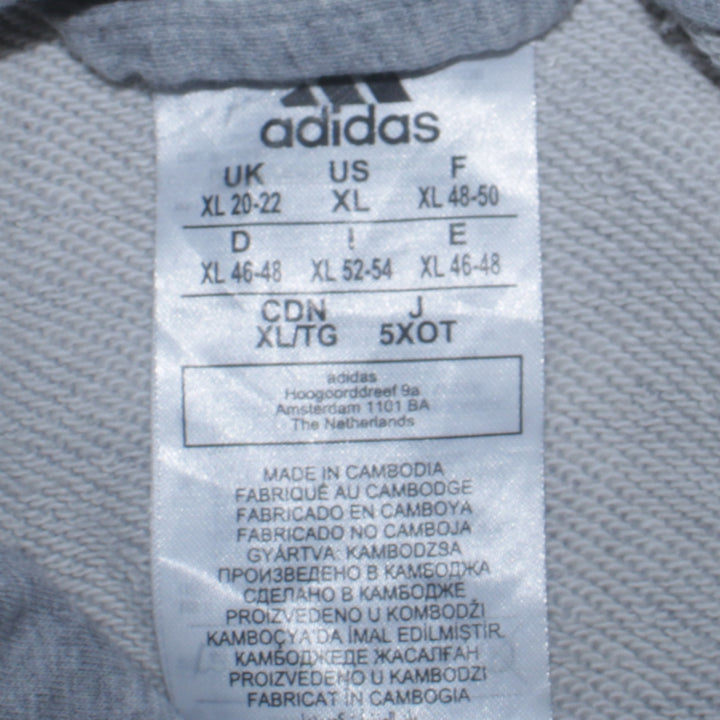 adidas
UK US F
XL 20-22 XL XL 48-50
D ! E
XL 46-48 XL 52-54 XL 46-48
CDN J
XL/TG 5XOT
adidas
Hoogoorddreef 9a
Amsterdam 1101 BA
The Netherlands
MADE IN CAMBODIA
FABRIQUÉ AU CAMBODGE
FABRICADO EN CAMBOYA
FABRICADO NO CAMBOJA
GYÁRTVA: KAMBODZSA
ПРОИЗВЕДЕНО В КАМБОДЖА
СДЕЛАНО В КАМБОДЖЕ
PROIZVEDENO U KOMBODŽI
KAMBOÇYA'DA İMAL EDİLMİŞTİR.
КАМБОДЖЕДЕ ЖАСАЛҒАН
PROIZVEDENO U KAMBODŽI
FABRICAT ÎN CAMBOGIA